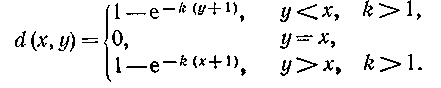 1−e^{−k (y+1)}, y<x, k>1,
d (x, y)= { 0, y=x,
1−e^{−k (x+1)}, y>x, k>1.